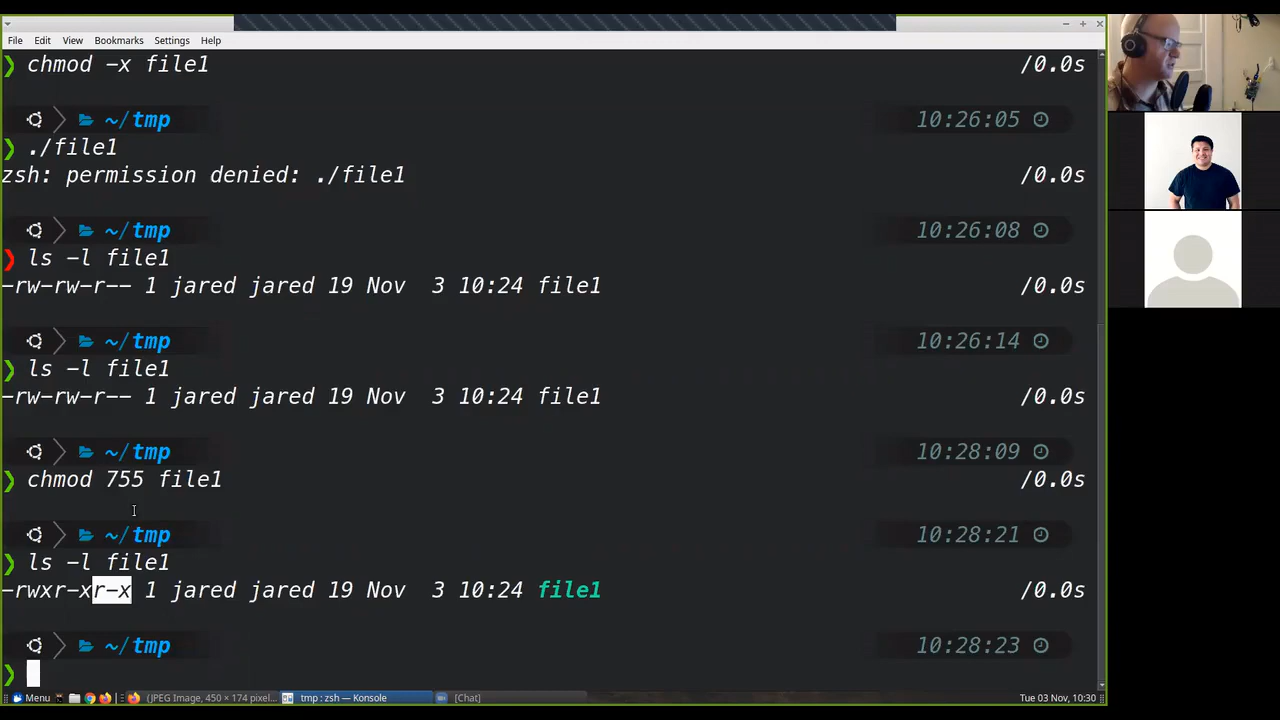 File Edit View Bookmarks Settings Help
❯ chmod -x file1 /0.0s
~/tmp 10:26:05
❯ ./file1
zsh: permission denied: ./file1 /0.0s
~/tmp 10:26:08
❯ ls -l file1
-rw-rw-r-- 1 jared jared 19 Nov  3 10:24 file1 /0.0s
~/tmp 10:26:14
❯ ls -l file1
-rw-rw-r-- 1 jared jared 19 Nov  3 10:24 file1 /0.0s
~/tmp 10:28:09
❯ chmod 755 file1 /0.0s
~/tmp 10:28:21
❯ ls -l file1
-rwxr-xr-x 1 jared jared 19 Nov  3 10:24 file1 /0.0s
~/tmp 10:28:23
❯
Menu (JPEG Image, 450 × 174 pixel... tmp : zsh — Konsole [Chat] Tue 03 Nov, 10:30